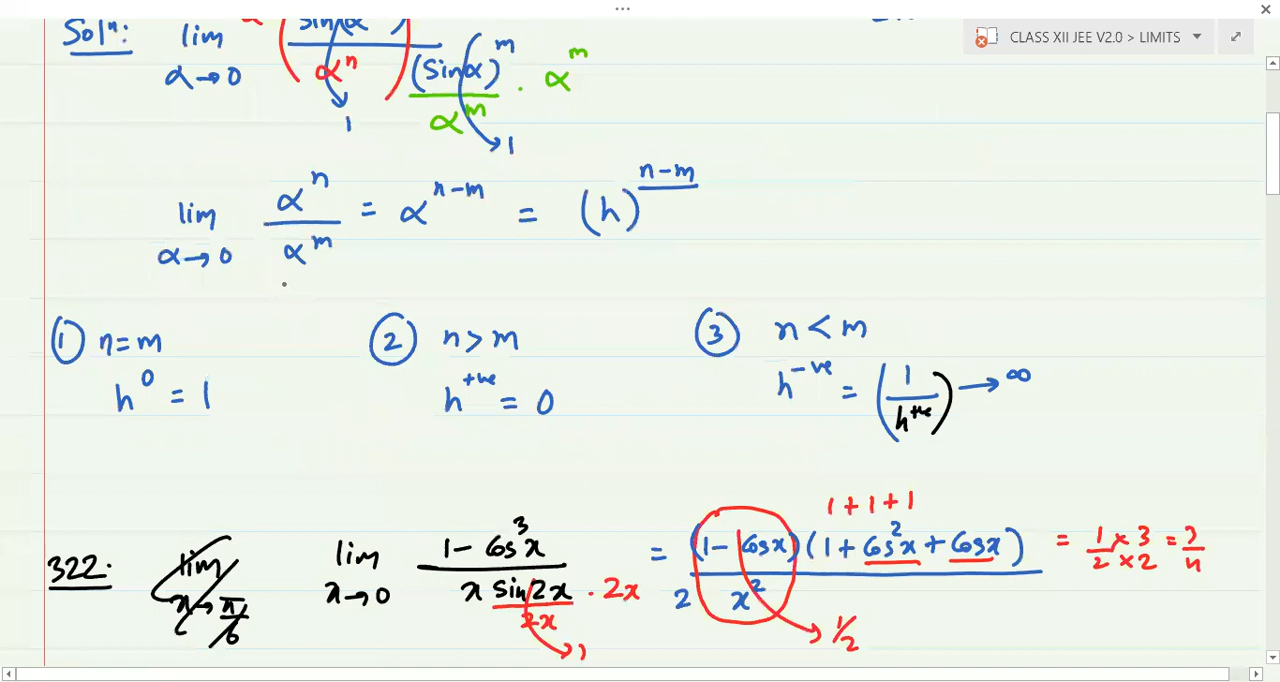 CLASS XII JEE V2.0 > LIMITS
Solⁿ: lim α→0 (sin(α / αⁿ) / ((Sinα)^m / α^m) · α^m
1
1
lim α→0 αⁿ/α^m = α^(n-m) = (h)^(n-m)
① n=m ② n>m ③ n<m
h⁰ = 1 h^(+ve) = 0 h^(-ve) = (1/h^(+ve)) → ∞
1+1+1
322: lim x→π/6 lim x→0 (1 - Cos³x)/(x Sin2x/2x · 2x) = (1-Cosx)(1+Cos²x+Cosx)/(2 x²) = 1/2 × 3/×2 = 3/4
1
1/2